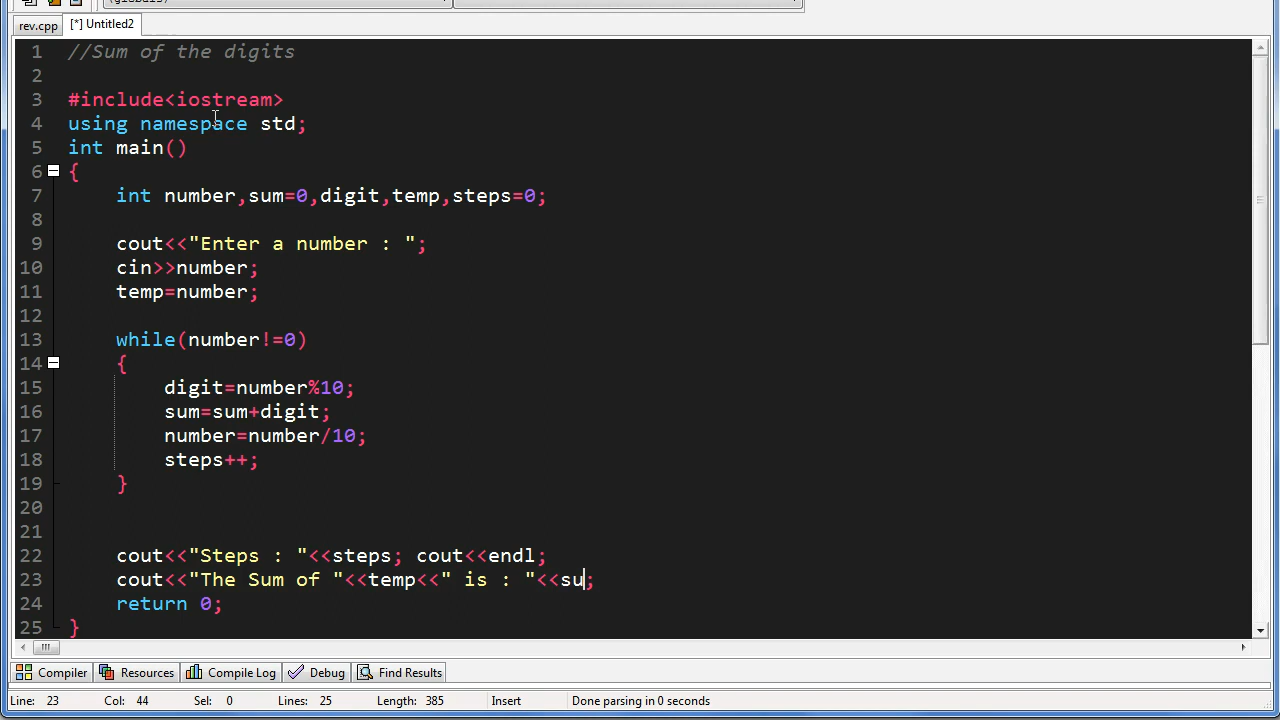 rev.cpp [*] Untitled2
1 //Sum of the digits
2
3 #include<iostream>
4 using namespace std;
5 int main()
6 {
7 int number,sum=0,digit,temp,steps=0;
8
9 cout<<"Enter a number : ";
10 cin>>number;
11 temp=number;
12
13 while(number!=0)
14 {
15 digit=number%10;
16 sum=sum+digit;
17 number=number/10;
18 steps++;
19 }
20
21
22 cout<<"Steps : "<<steps; cout<<endl;
23 cout<<"The Sum of "<<temp<<" is : "<<su;
24 return 0;
25 }
Compiler Resources Compile Log Debug Find Results
Line: 23 Col: 44 Sel: 0 Lines: 25 Length: 385 Insert Done parsing in 0 seconds